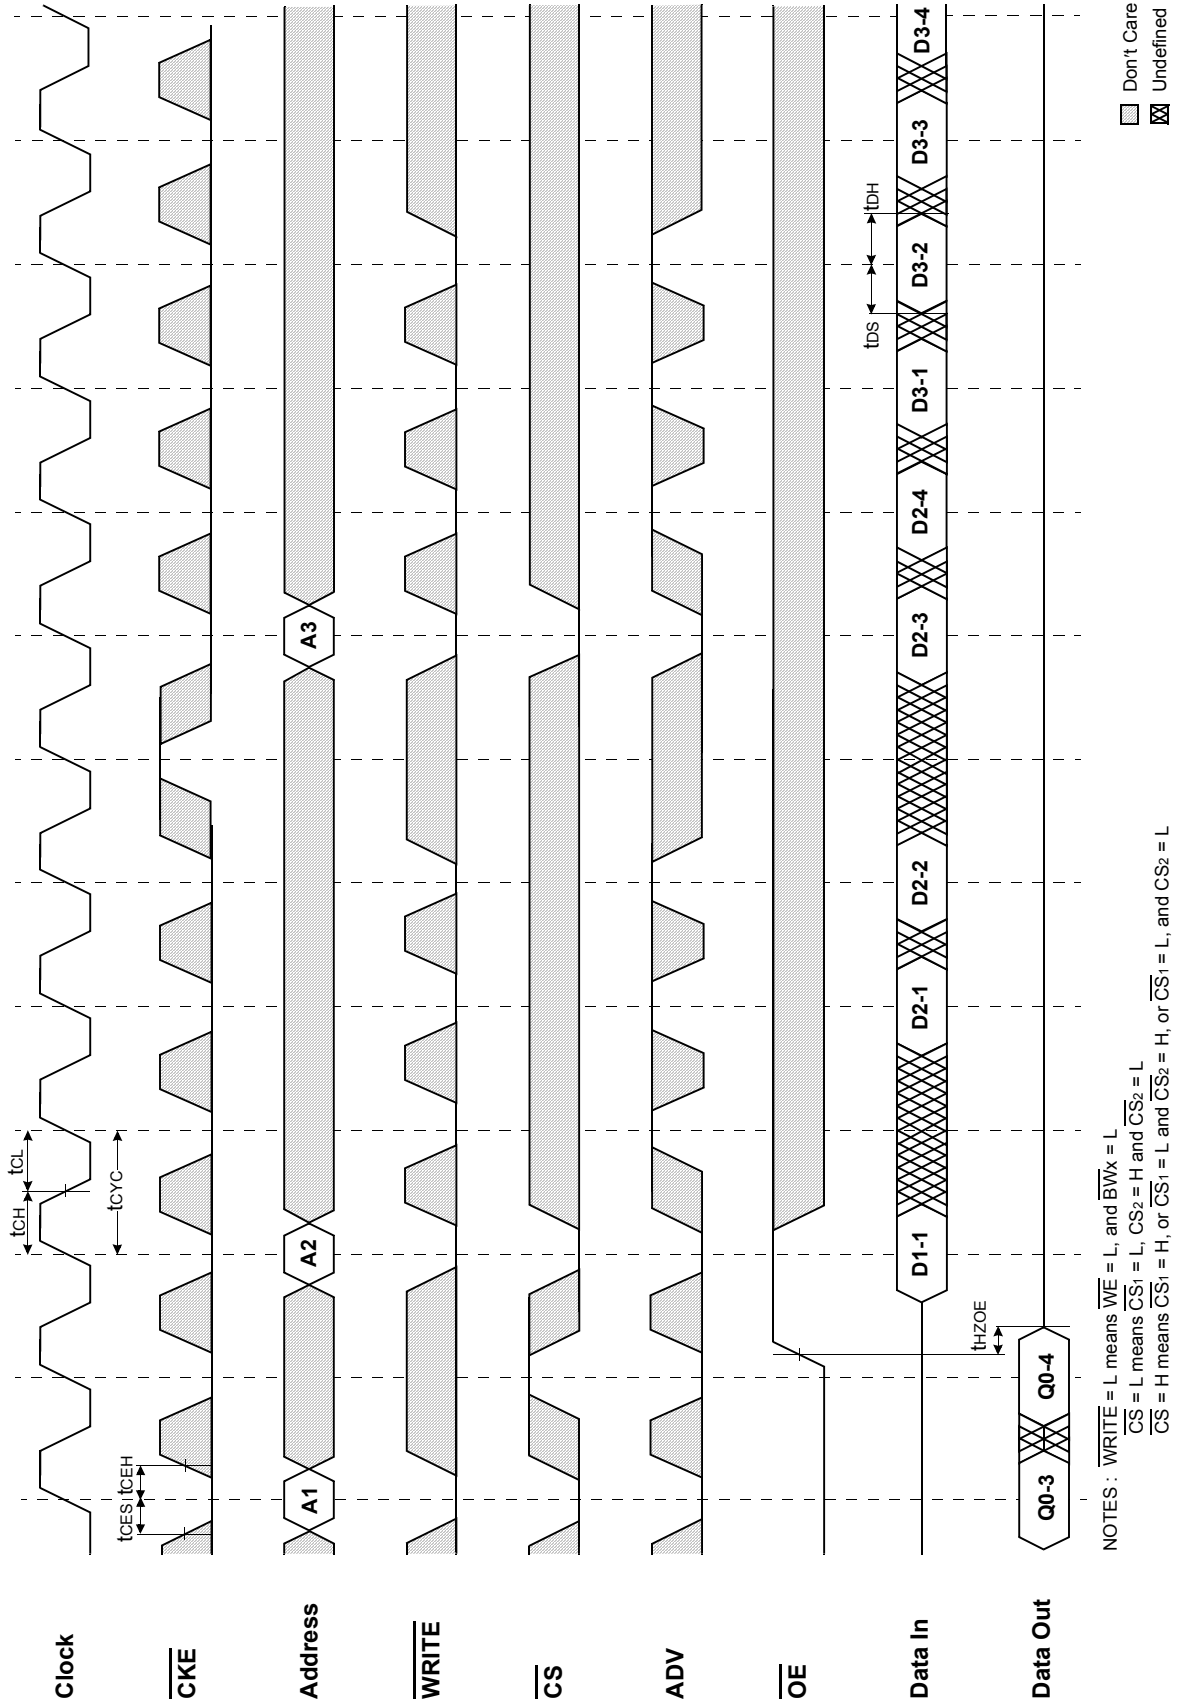 Clock
tCH
tCL
tCYC
CKE
tCES
tCEH
Address
A1
A2
A3
WRITE
CS
ADV
OE
Data In
D1-1
D2-1
D2-2
D2-3
D2-4
D3-1
D3-2
D3-3
D3-4
tDS
tDH
tHZOE
Data Out
Q0-3
Q0-4
NOTES : WRITE = L means WE = L, and BWx = L
CS = L means CS1 = L, CS2 = H and CS2 = L
CS = H means CS1 = H, or CS1 = L and CS2 = H, or CS1 = L, and CS2 = L
Don't Care
Undefined